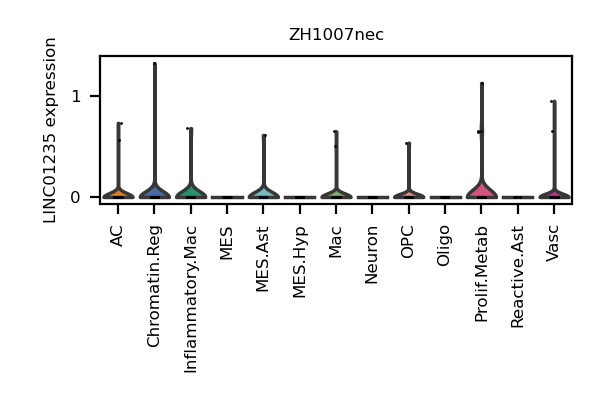 ZH1007nec
LINC01235 expression
1
0
AC
Chromatin.Reg
Inflammatory.Mac
MES
MES.Ast
MES.Hyp
Mac
Neuron
OPC
Oligo
Prolif.Metab
Reactive.Ast
Vasc